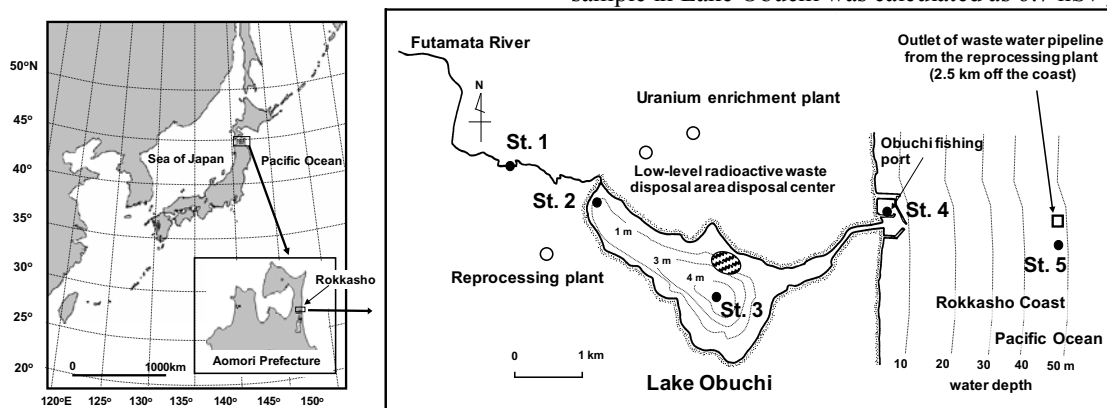 sample in Lake Obuchi was calculated as 0.7 nSv
50°N
45°
40°
35°
30°
25°
20°
Sea of Japan
Pacific Ocean
Rokkasho
Aomori Prefecture
0 1000km
120°E 125° 130° 135° 140° 145° 150°
Futamata River
N
St. 1
St. 2
Uranium enrichment plant
Low-level radioactive waste
disposal area disposal center
Reprocessing plant
1 m
3 m
4 m
St. 3
0 1 km
Lake Obuchi
Outlet of waste water pipeline
from the reprocessing plant
(2.5 km off the coast)
Obuchi fishing
port
St. 4
St. 5
Rokkasho Coast
Pacific Ocean
10 20 30 40 50 m
water depth